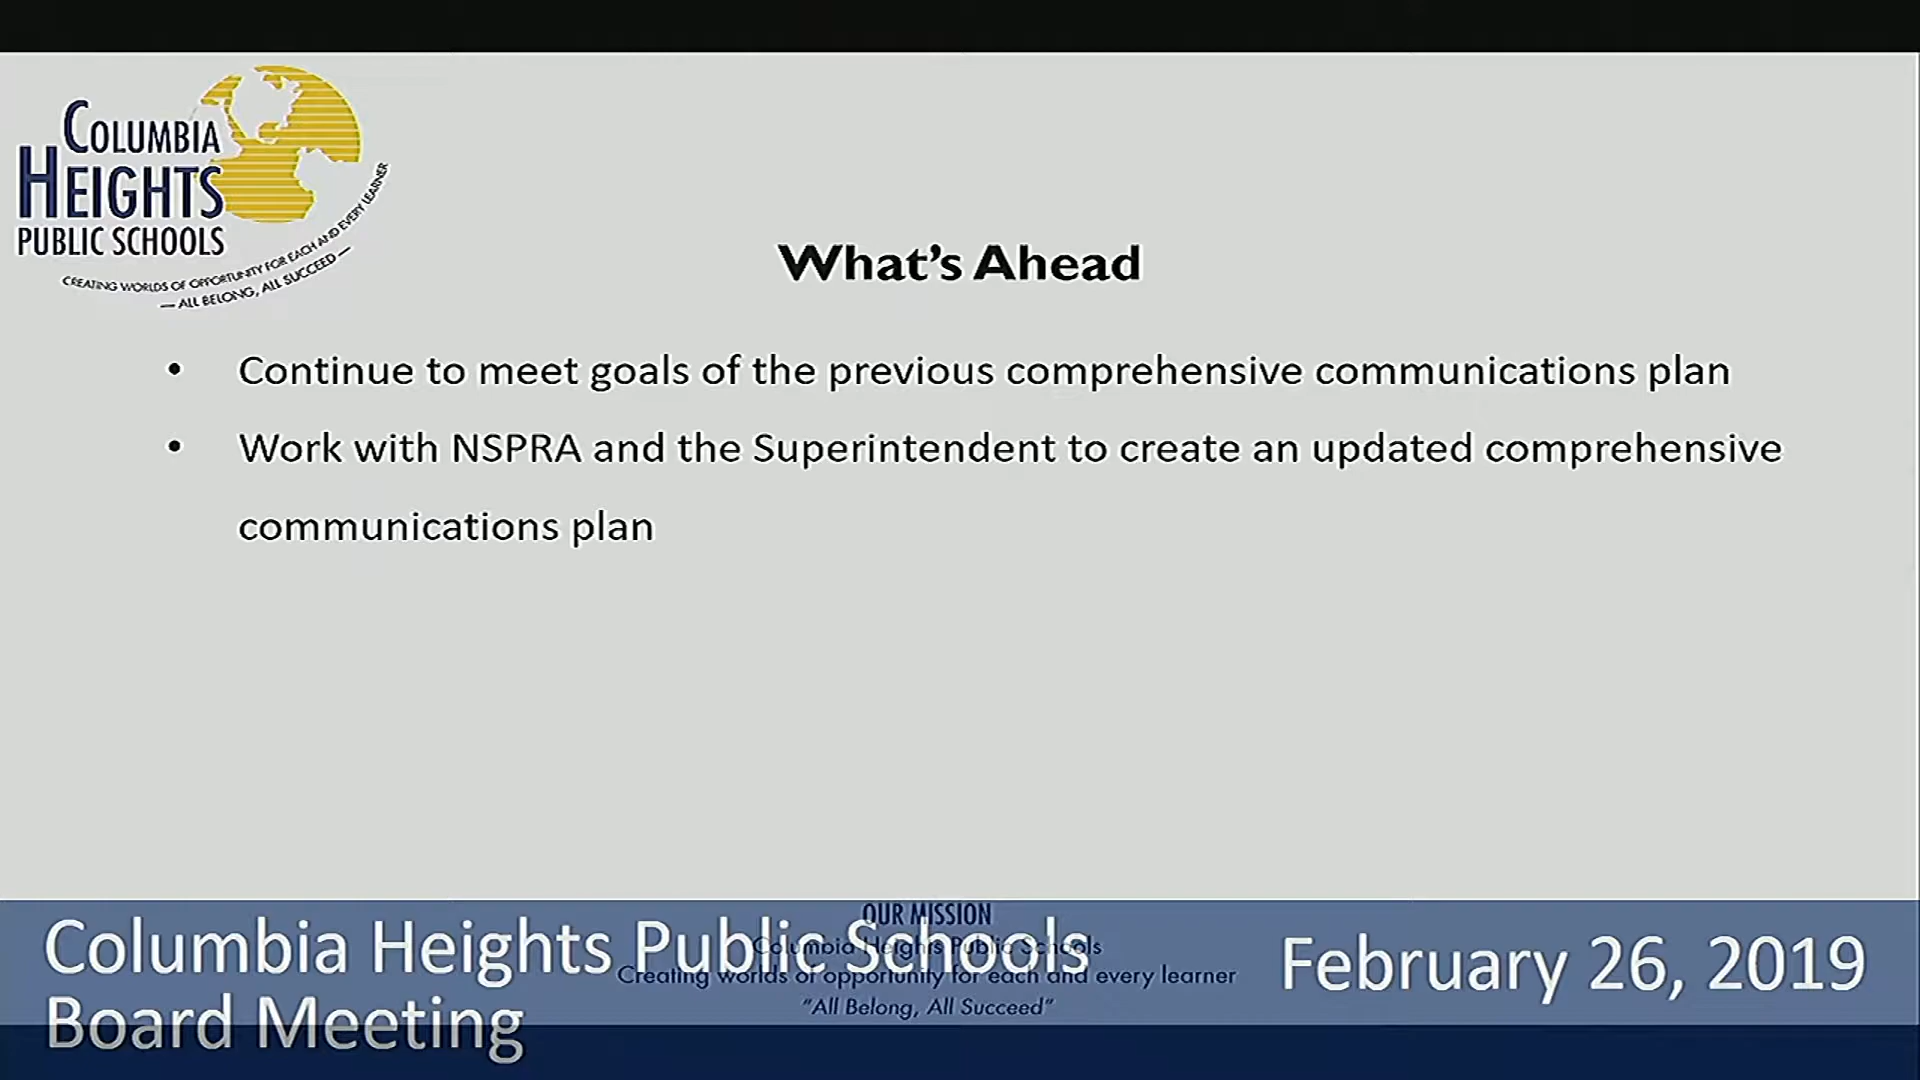 COLUMBIA
HEIGHTS
PUBLIC SCHOOLS
CREATING WORLDS OF OPPORTUNITY FOR EACH AND EVERY LEARNER
— ALL BELONG, ALL SUCCEED —
What's Ahead
• Continue to meet goals of the previous comprehensive communications plan
• Work with NSPRA and the Superintendent to create an updated comprehensive
communications plan
OUR MISSION
Columbia Heights Public Schools
Creating worlds of opportunity for each and every learner
"All Belong, All Succeed"
Columbia Heights Public Schools
Board Meeting
February 26, 2019